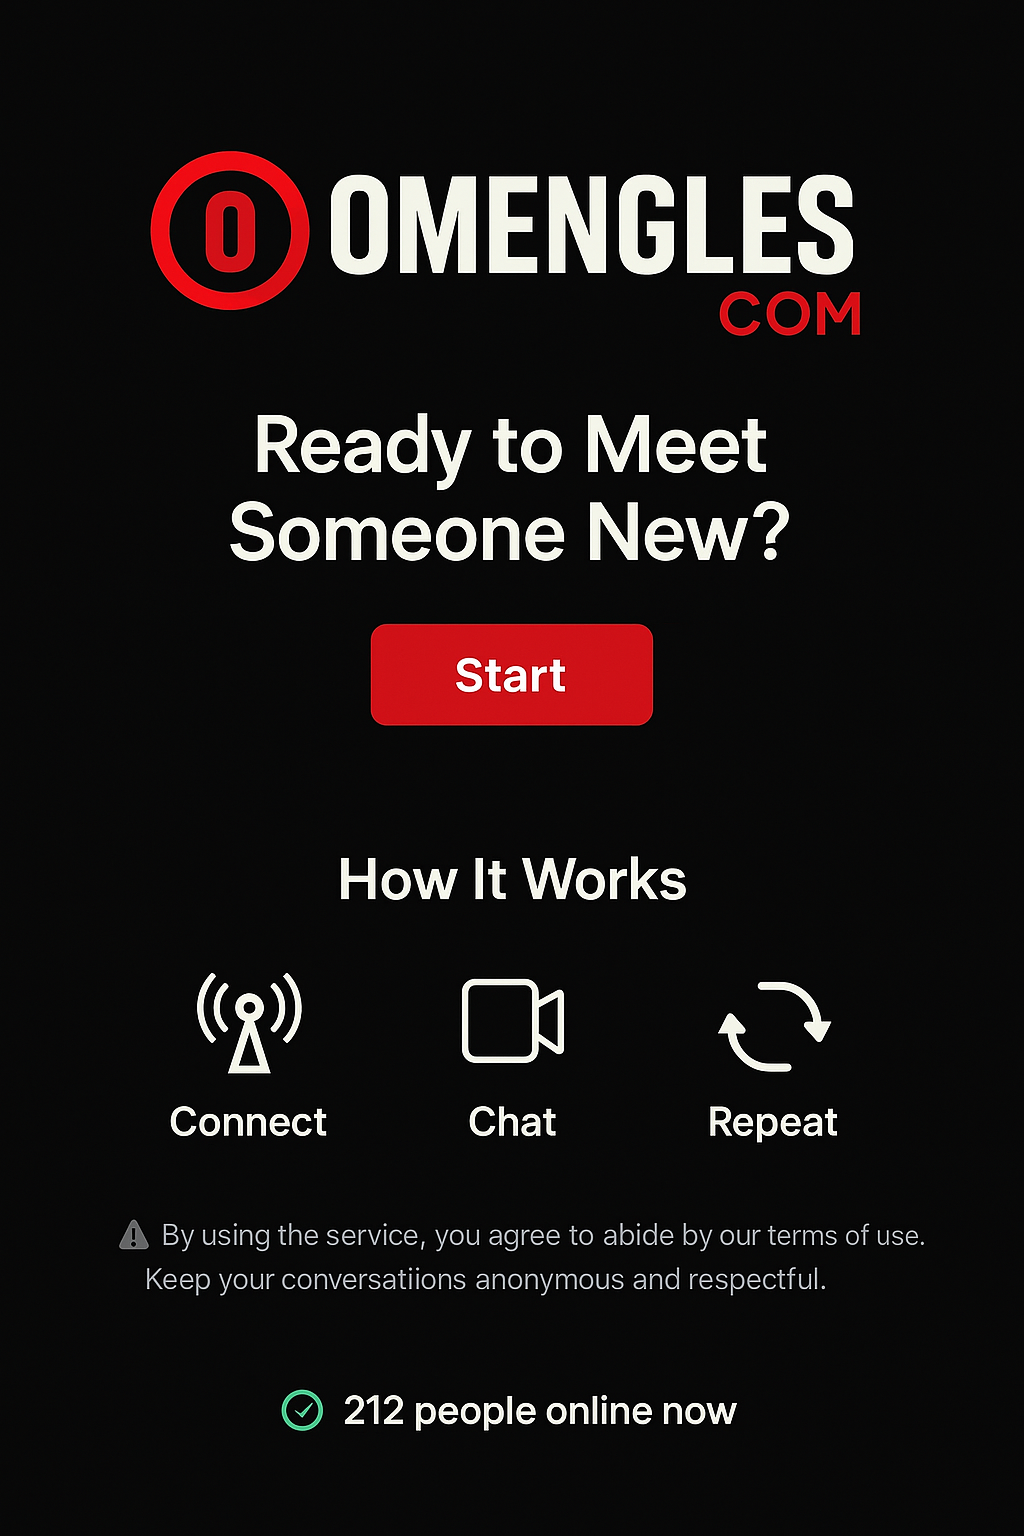 O OMENGLES
COM
Ready to Meet
Someone New?
Start
How It Works
Connect
Chat
Repeat
By using the service, you agree to abide by our terms of use.
Keep your conversatiions anonymous and respectful.
212 people online now